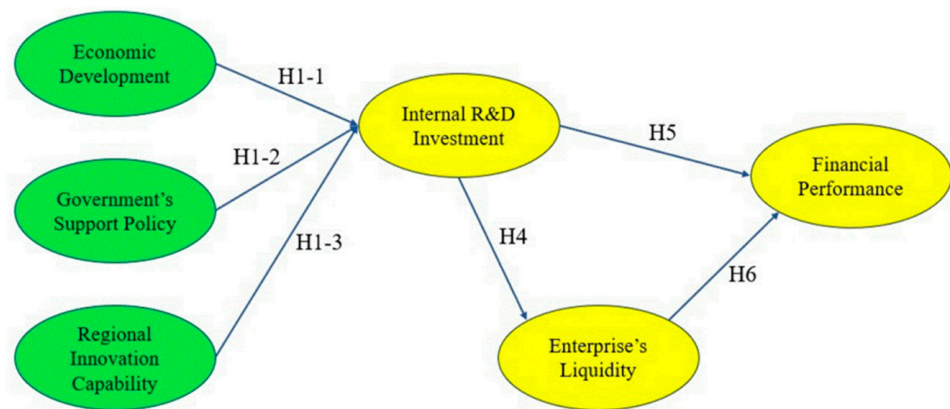 Economic
Development
H1-1
Internal R&D
Investment
H5
Financial
Performance
H1-2
Government's
Support Policy
H1-3
H4
H6
Regional
Innovation
Capability
Enterprise's
Liquidity